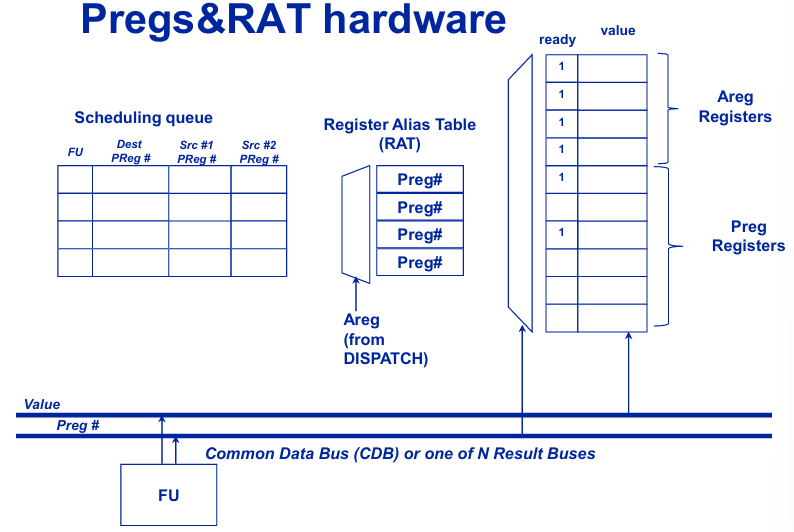 Pregs&RAT hardware
ready
value
1
1
1
1
1
1
Areg
Registers
Preg
Registers
Scheduling queue
FU
Dest
PReg #
Src #1
PReg #
Src #2
PReg #
Register Alias Table
(RAT)
Preg#
Preg#
Preg#
Preg#
Areg
(from
DISPATCH)
Value
Preg #
Common Data Bus (CDB) or one of N Result Buses
FU